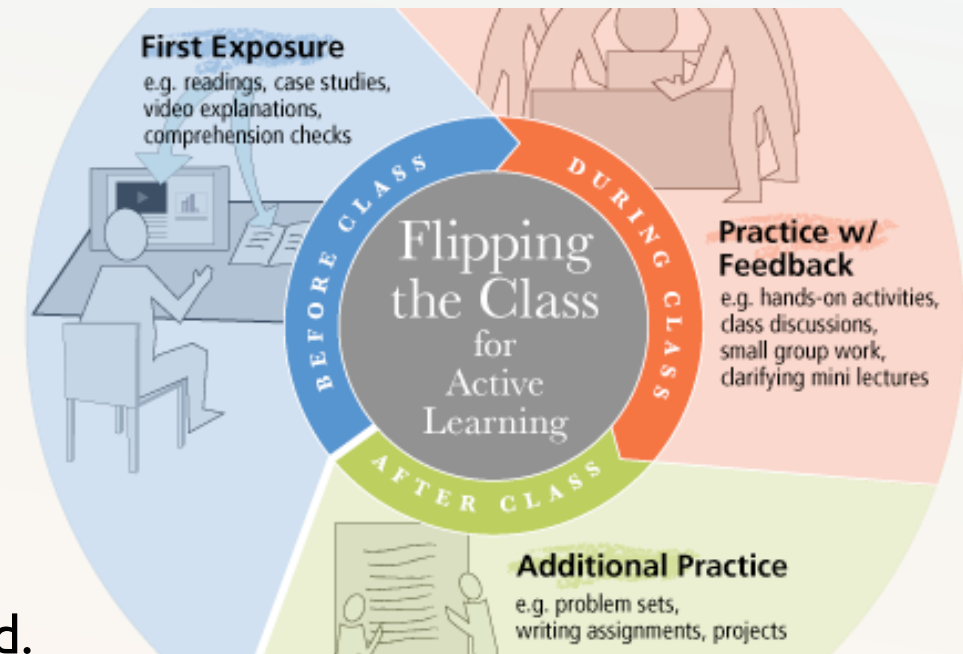 First Exposure
e.g. readings, case studies,
video explanations,
comprehension checks
BEFORE CLASS
DURING CLASS
Flipping
the Class
for
Active
Learning
Practice w/
Feedback
e.g. hands-on activities,
class discussions,
small group work,
clarifying mini lectures
AFTER CLASS
Additional Practice
e.g. problem sets,
writing assignments, projects
d.